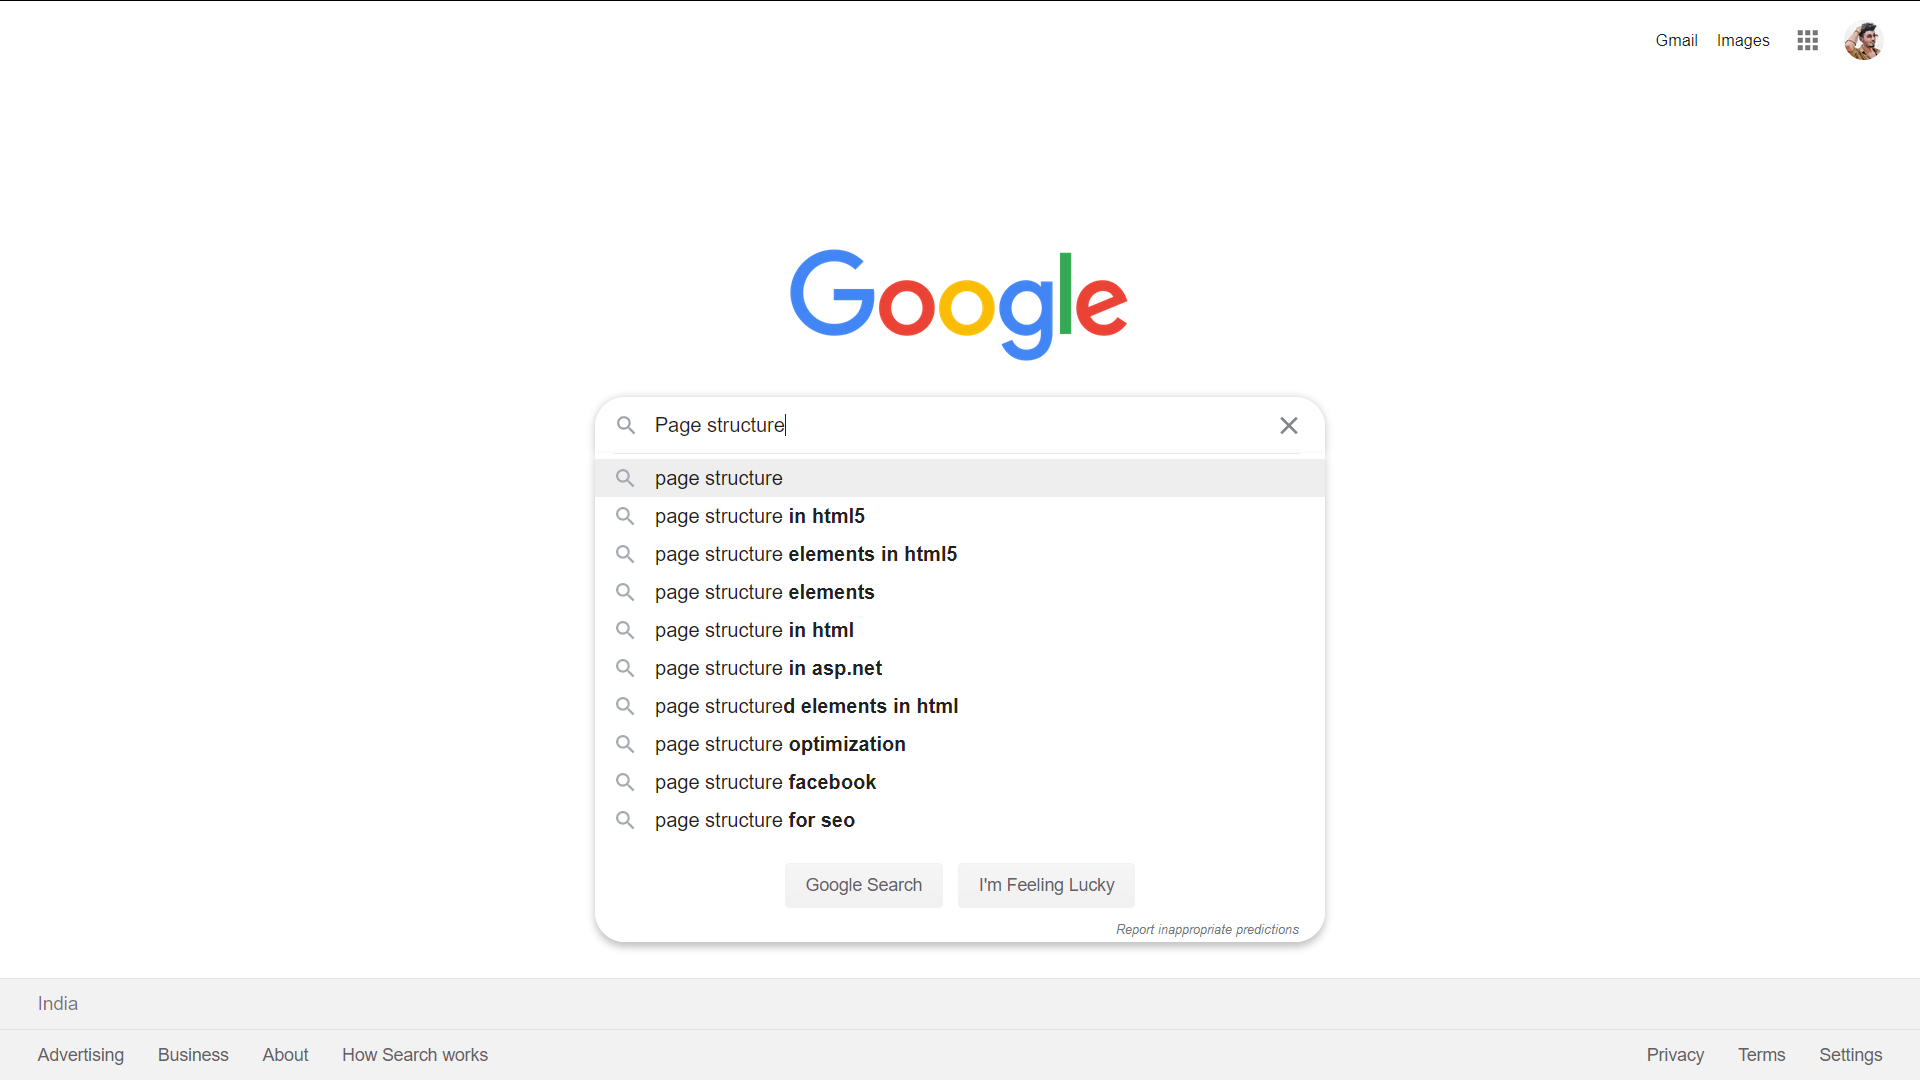 Gmail Images
Google
Page structure
page structure
page structure in html5
page structure elements in html5
page structure elements
page structure in html
page structure in asp.net
page structured elements in html
page structure optimization
page structure facebook
page structure for seo
Google Search I'm Feeling Lucky
Report inappropriate predictions
India
Advertising Business About How Search works Privacy Terms Settings